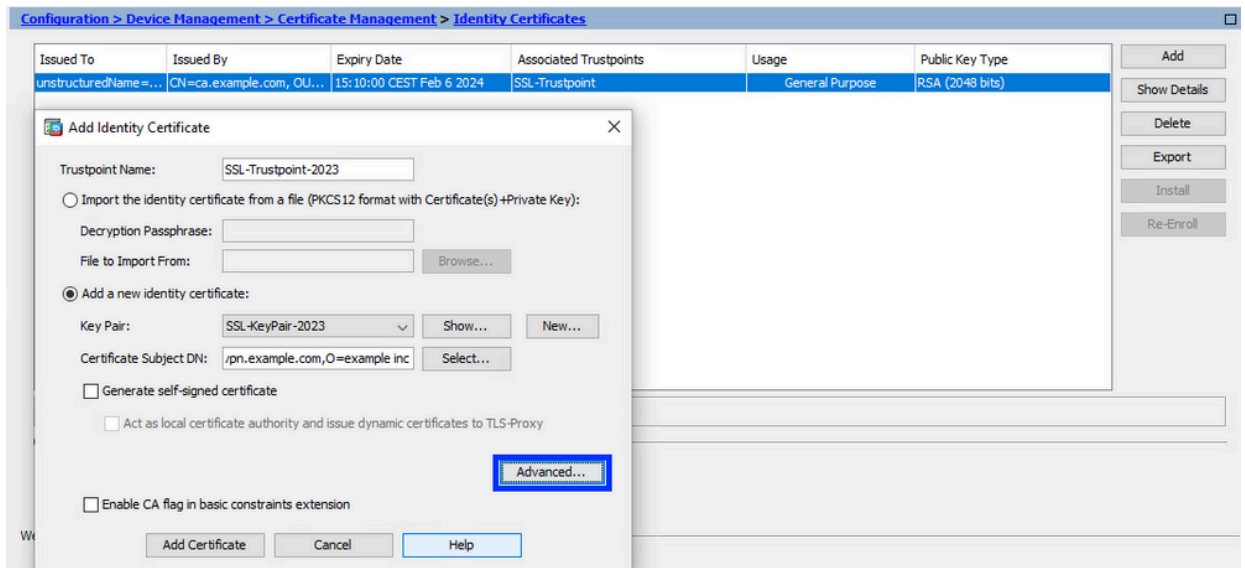 Configuration > Device Management > Certificate Management > Identity Certificates
Issued To Issued By Expiry Date Associated Trustpoints Usage Public Key Type
unstructuredName=... CN=ca.example.com, OU... 15:10:00 CEST Feb 6 2024 SSL-Trustpoint General Purpose RSA (2048 bits)
Add
Show Details
Delete
Export
Install
Re-Enroll
Add Identity Certificate
Trustpoint Name: SSL-Trustpoint-2023
Import the identity certificate from a file (PKCS12 format with Certificate(s)+Private Key):
Decryption Passphrase:
File to Import From: Browse...
Add a new identity certificate:
Key Pair: SSL-KeyPair-2023 Show... New...
Certificate Subject DN: vpn.example.com,O=example inc Select...
Generate self-signed certificate
Act as local certificate authority and issue dynamic certificates to TLS-Proxy
Advanced...
Enable CA flag in basic constraints extension
We
Add Certificate Cancel Help